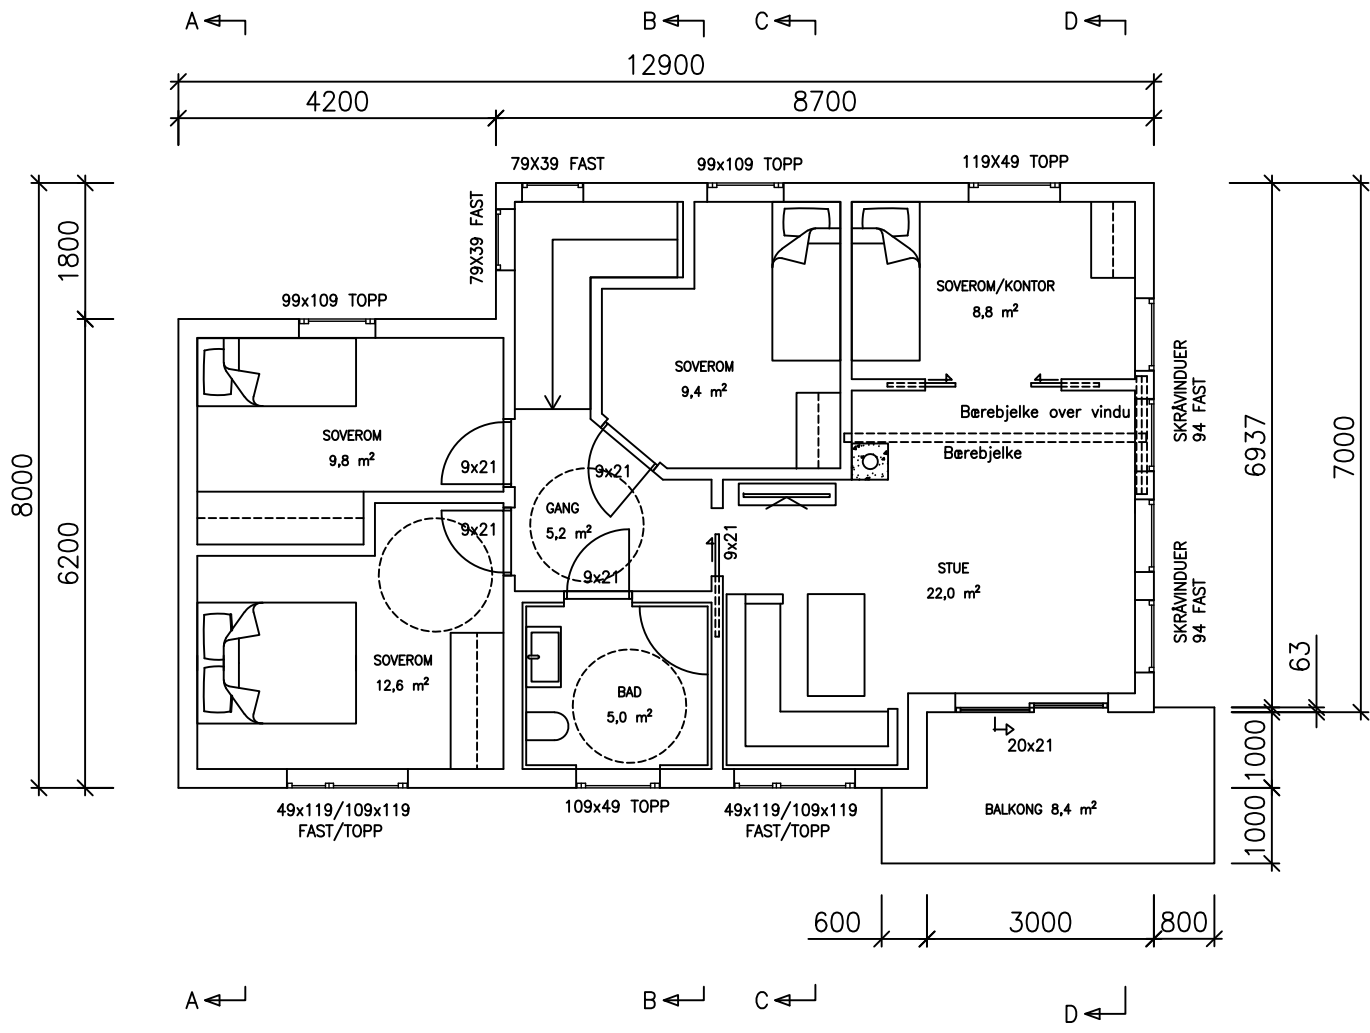 A
B
C
D
12900
4200
8700
79X39 FAST
99x109 TOPP
119X49 TOPP
79X39 FAST
1800
99x109 TOPP
SOVEROM/KONTOR
8,8 m²
SOVEROM
9,4 m²
SKRÅVINDUER
94 FAST
Bærebjelke over vindu
Bærebjelke
SOVEROM
9,8 m²
9x21
9x21
8000
6937
7000
GANG
5,2 m²
9x21
9x21
9x21
6200
STUE
22,0 m²
SKRÅVINDUER
94 FAST
SOVEROM
12,6 m²
BAD
5,0 m²
63
20x21
1000
49x119/109x119
FAST/TOPP
109x49 TOPP
49x119/109x119
FAST/TOPP
BALKONG 8,4 m²
1000
600
3000
800
A
B
C
D